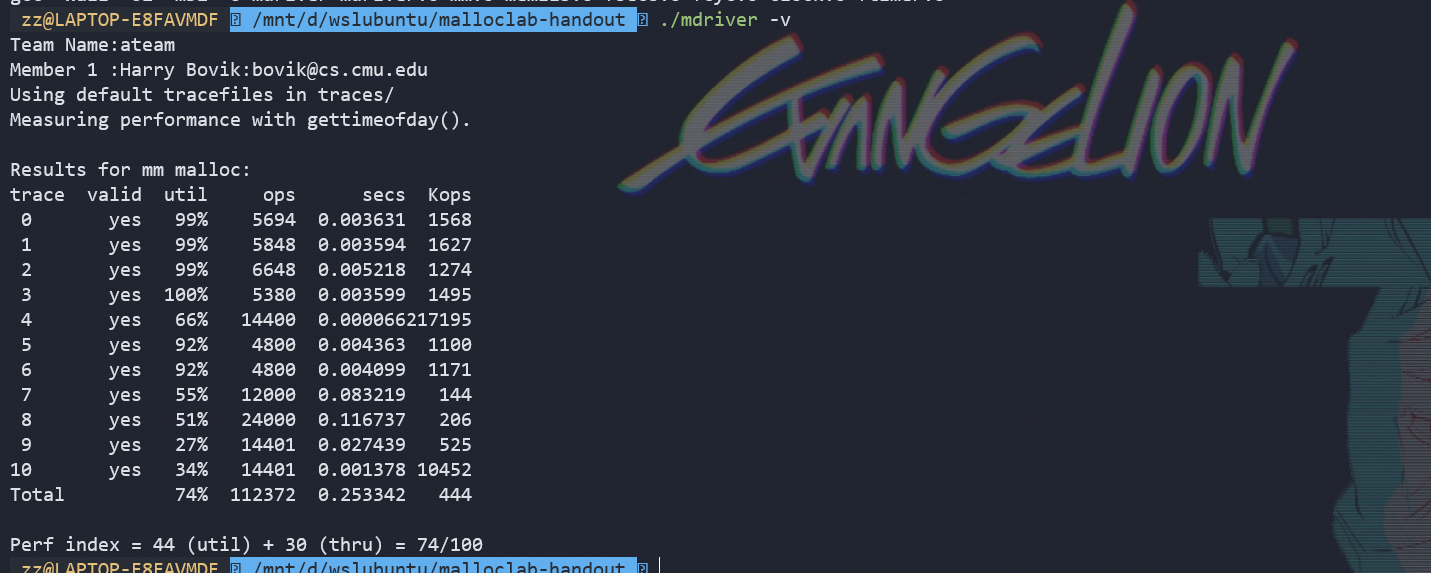 zz@LAPTOP-E8FAVMDF /mnt/d/wslubuntu/malloclab-handout ./mdriver -v
EVANGELION
Team Name:ateam
Member 1 :Harry Bovik:bovik@cs.cmu.edu
Using default tracefiles in traces/
Measuring performance with gettimeofday().
Results for mm malloc:
trace valid util ops secs Kops
0 yes 99% 5694 0.003631 1568
1 yes 99% 5848 0.003594 1627
2 yes 99% 6648 0.005218 1274
3 yes 100% 5380 0.003599 1495
4 yes 66% 14400 0.000066217195
5 yes 92% 4800 0.004363 1100
6 yes 92% 4800 0.004099 1171
7 yes 55% 12000 0.083219 144
8 yes 51% 24000 0.116737 206
9 yes 27% 14401 0.027439 525
10 yes 34% 14401 0.001378 10452
Total 74% 112372 0.253342 444
Perf index = 44 (util) + 30 (thru) = 74/100
zz@LAPTOP-E8FAVMDF /mnt/d/wslubuntu/malloclab-handout